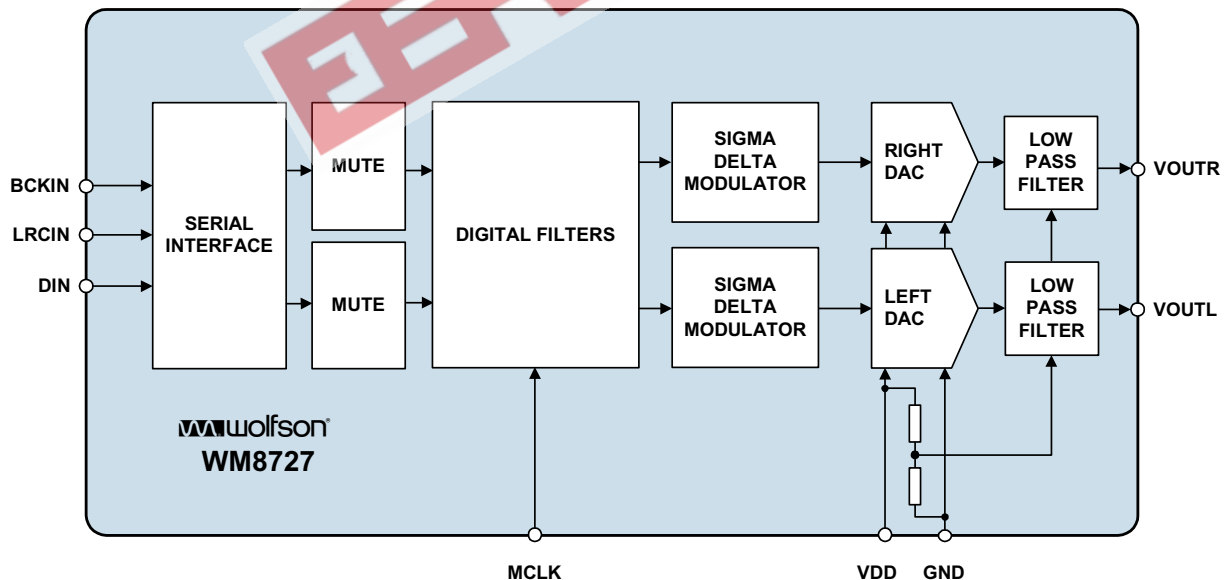 BCKIN
LRCIN
DIN
SERIAL
INTERFACE
MUTE
MUTE
DIGITAL FILTERS
SIGMA
DELTA
MODULATOR
SIGMA
DELTA
MODULATOR
RIGHT
DAC
LEFT
DAC
LOW
PASS
FILTER
LOW
PASS
FILTER
VOUTR
VOUTL
wolfson®
WM8727
MCLK
VDD
GND